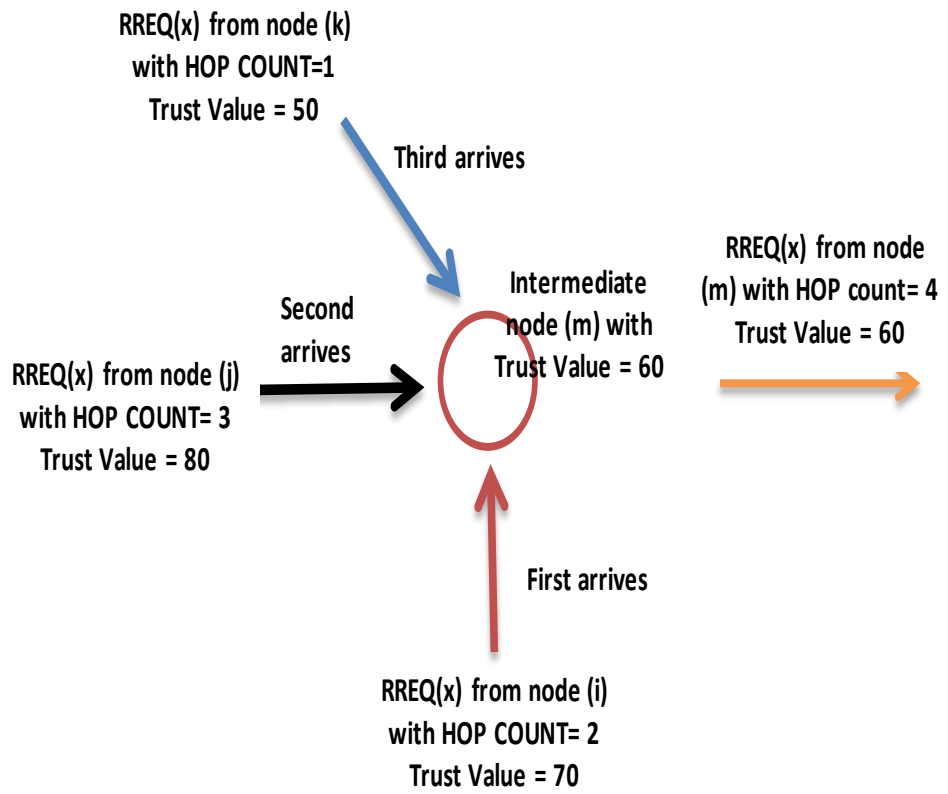 RREQ(x) from node (k)
with HOP COUNT=1
Trust Value = 50
Third arrives
Intermediate
node (m) with
Trust Value = 60
RREQ(x) from node
(m) with HOP count= 4
Trust Value = 60
Second
arrives
RREQ(x) from node (j)
with HOP COUNT= 3
Trust Value = 80
First arrives
RREQ(x) from node (i)
with HOP COUNT= 2
Trust Value = 70